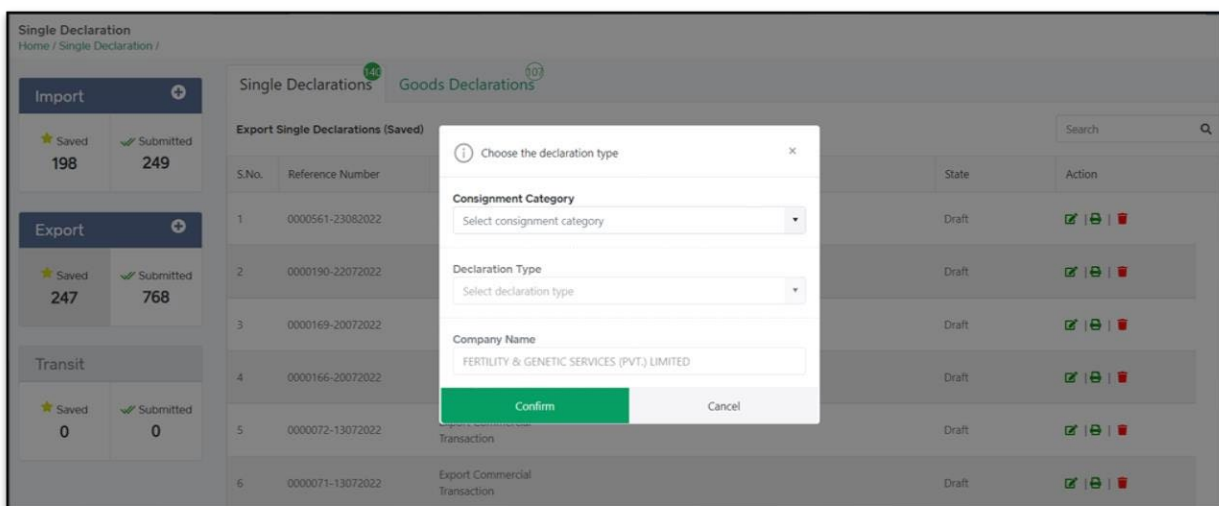 Single Declaration
Home / Single Declaration /
Import
Saved
198
Submitted
249
Export
Saved
247
Submitted
768
Transit
Saved
0
Submitted
0
Single Declarations 140
Goods Declarations 107
Export Single Declarations (Saved)
Search
S.No. Reference Number State Action
1 0000561-23082022 Draft
2 0000190-22072022 Draft
3 0000169-20072022 Draft
4 0000166-20072022 Draft
5 0000072-13072022 Draft
Transaction
6 0000071-13072022 Export Commercial Draft
Transaction
Choose the declaration type ×
Consignment Category
Select consignment category
Declaration Type
Select declaration type
Company Name
FERTILITY & GENETIC SERVICES (PVT.) LIMITED
Confirm Cancel